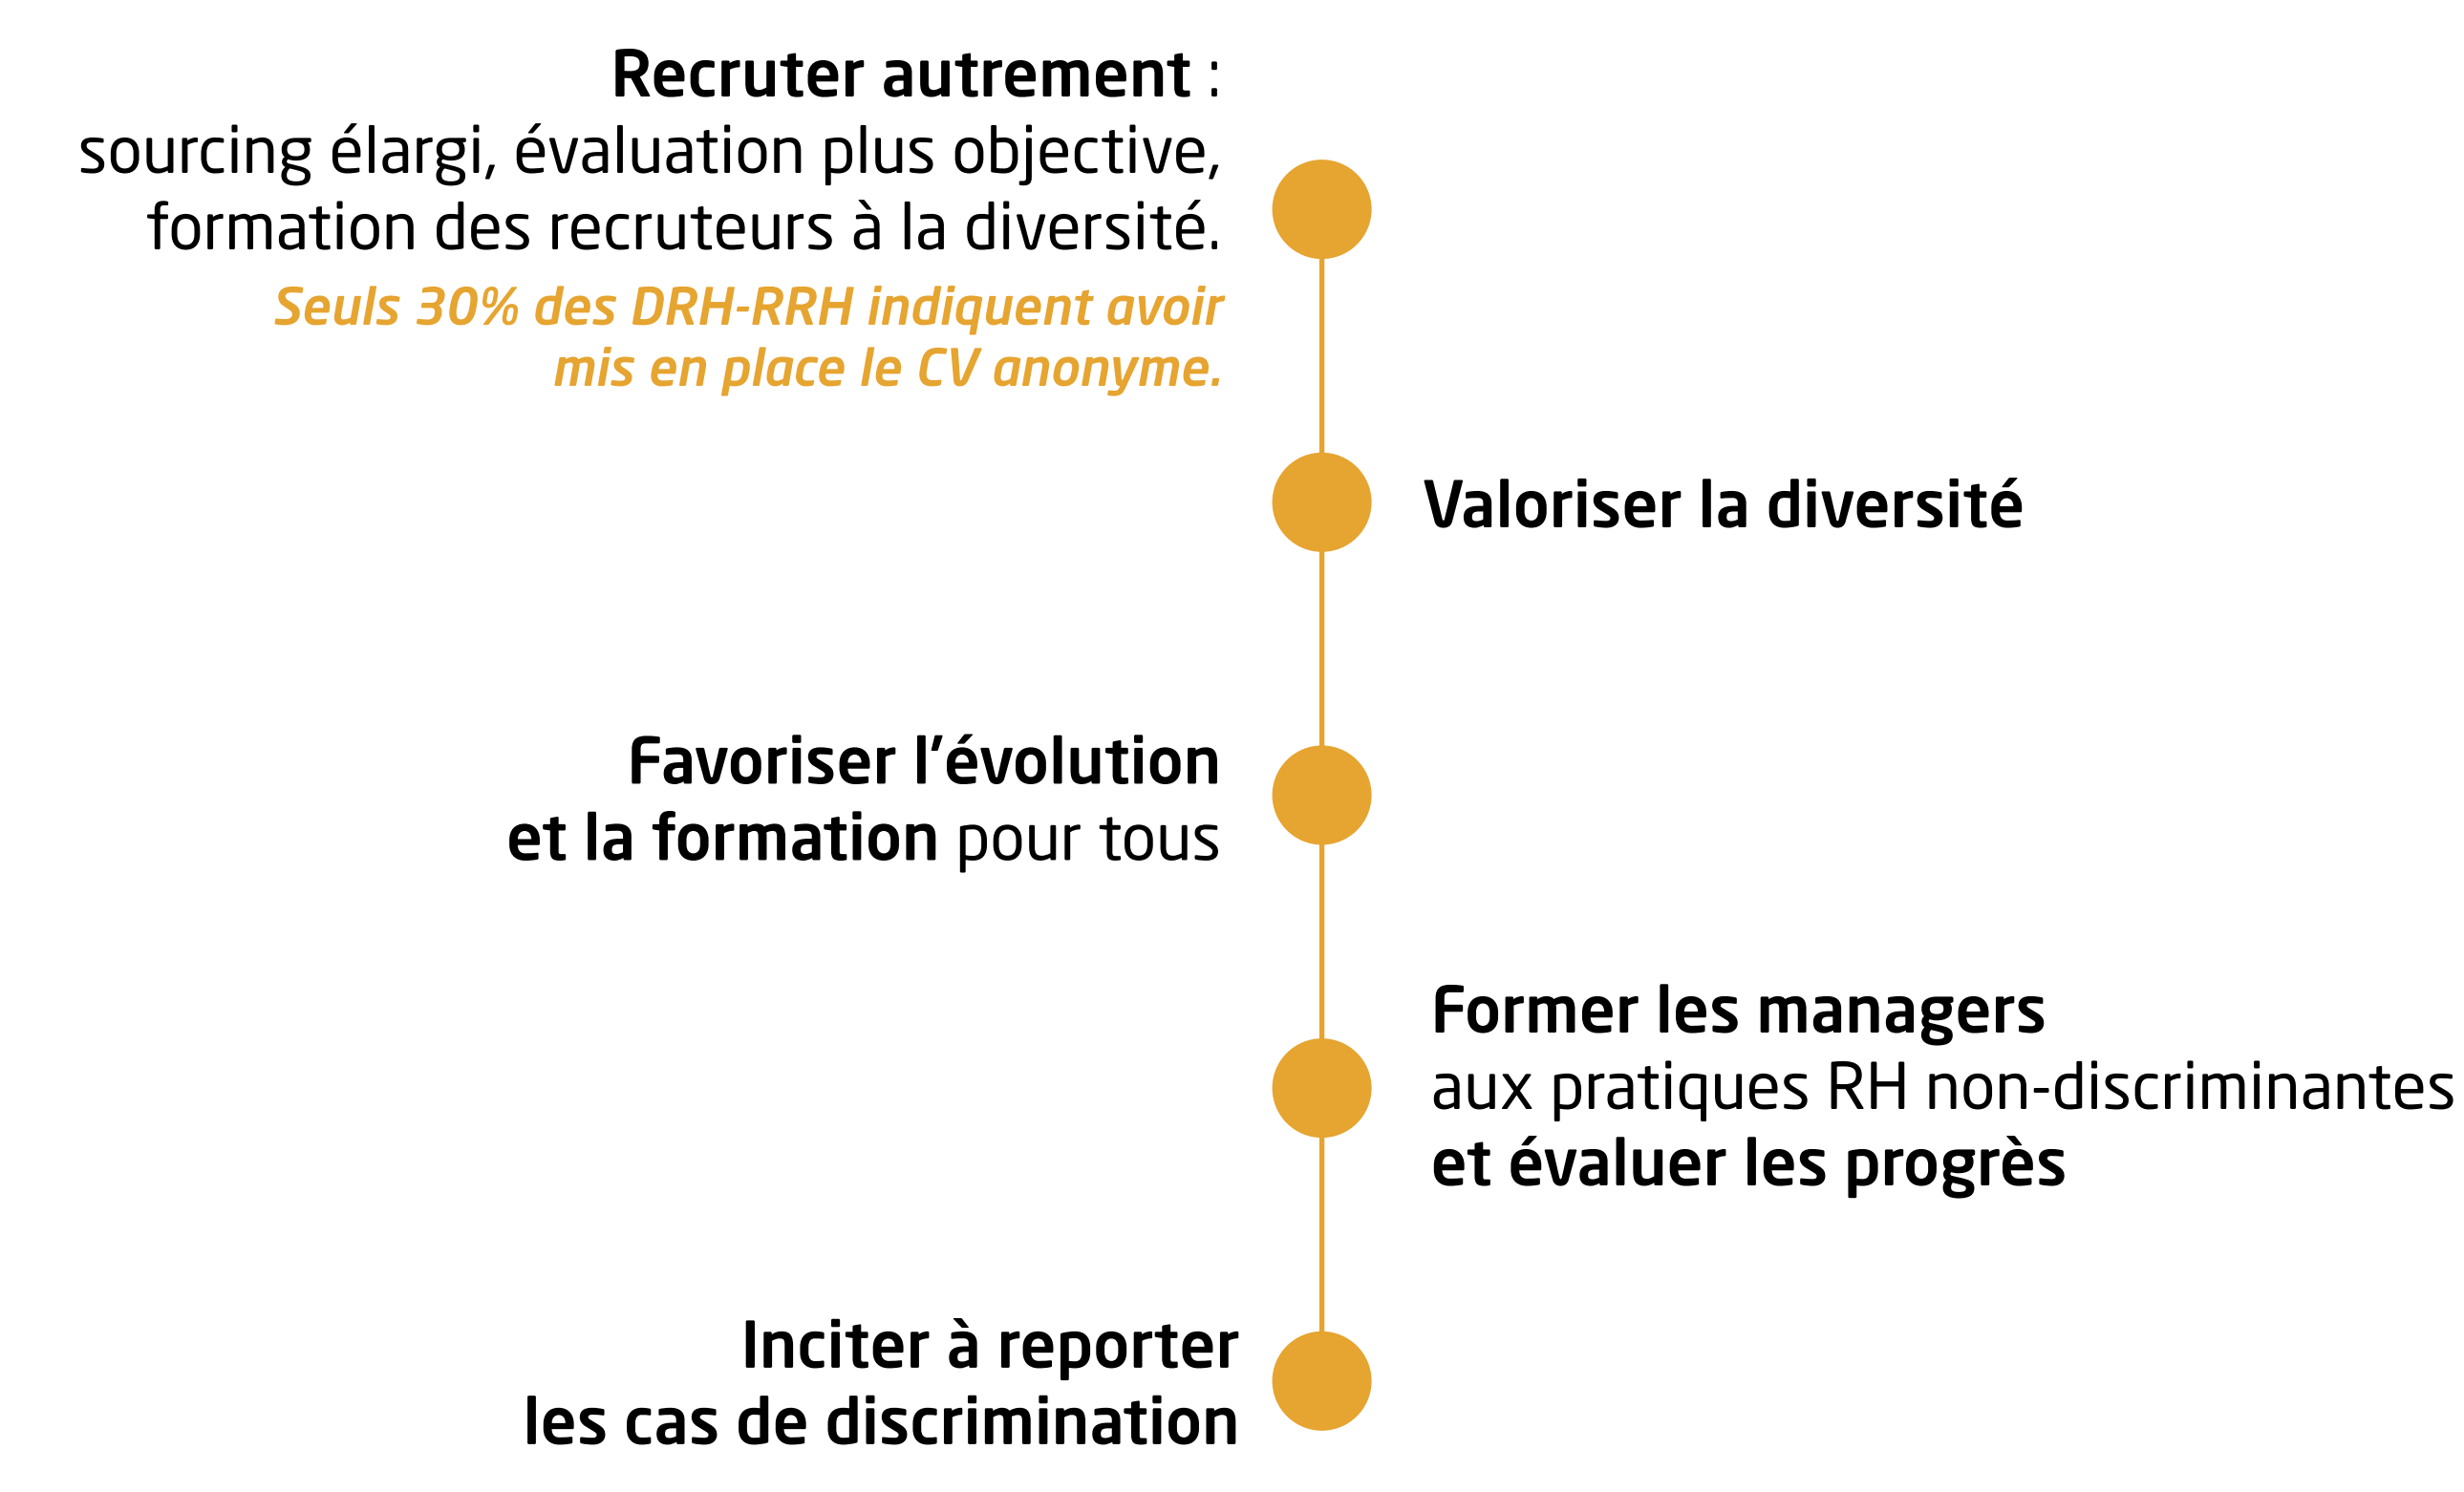 Recruter autrement :
sourcing élargi, évaluation plus objective,
formation des recruteurs à la diversité.
Seuls 30% des DRH-RRH indiquent avoir
mis en place le CV anonyme.
Valoriser la diversité
Favoriser l’évolution
et la formation pour tous
Former les managers
aux pratiques RH non-discriminantes
et évaluer les progrès
Inciter à reporter
les cas de discrimination